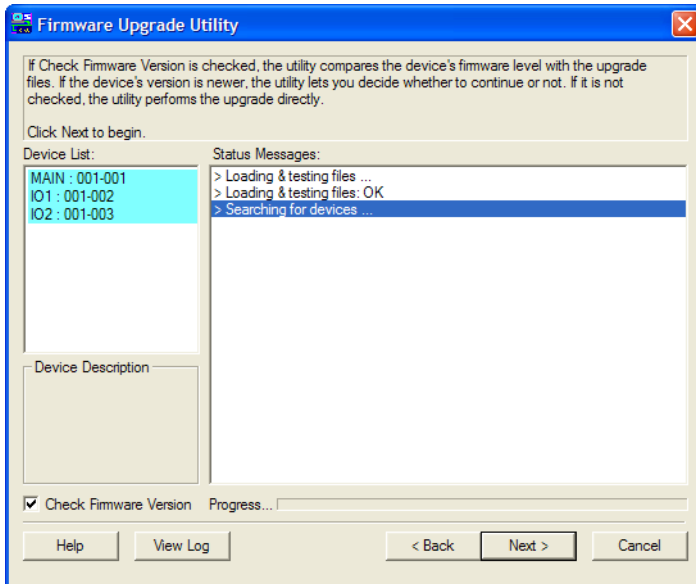 Firmware Upgrade Utility
If Check Firmware Version is checked, the utility compares the device's firmware level with the upgrade
files. If the device's version is newer, the utility lets you decide whether to continue or not. If it is not
checked, the utility performs the upgrade directly.
Click Next to begin.
Device List:
Status Messages:
MAIN : 001-001
IO1 : 001-002
IO2 : 001-003
> Loading & testing files ...
> Loading & testing files: OK
> Searching for devices ...
Device Description
Check Firmware Version
Progress...
Help
View Log
< Back
Next >
Cancel